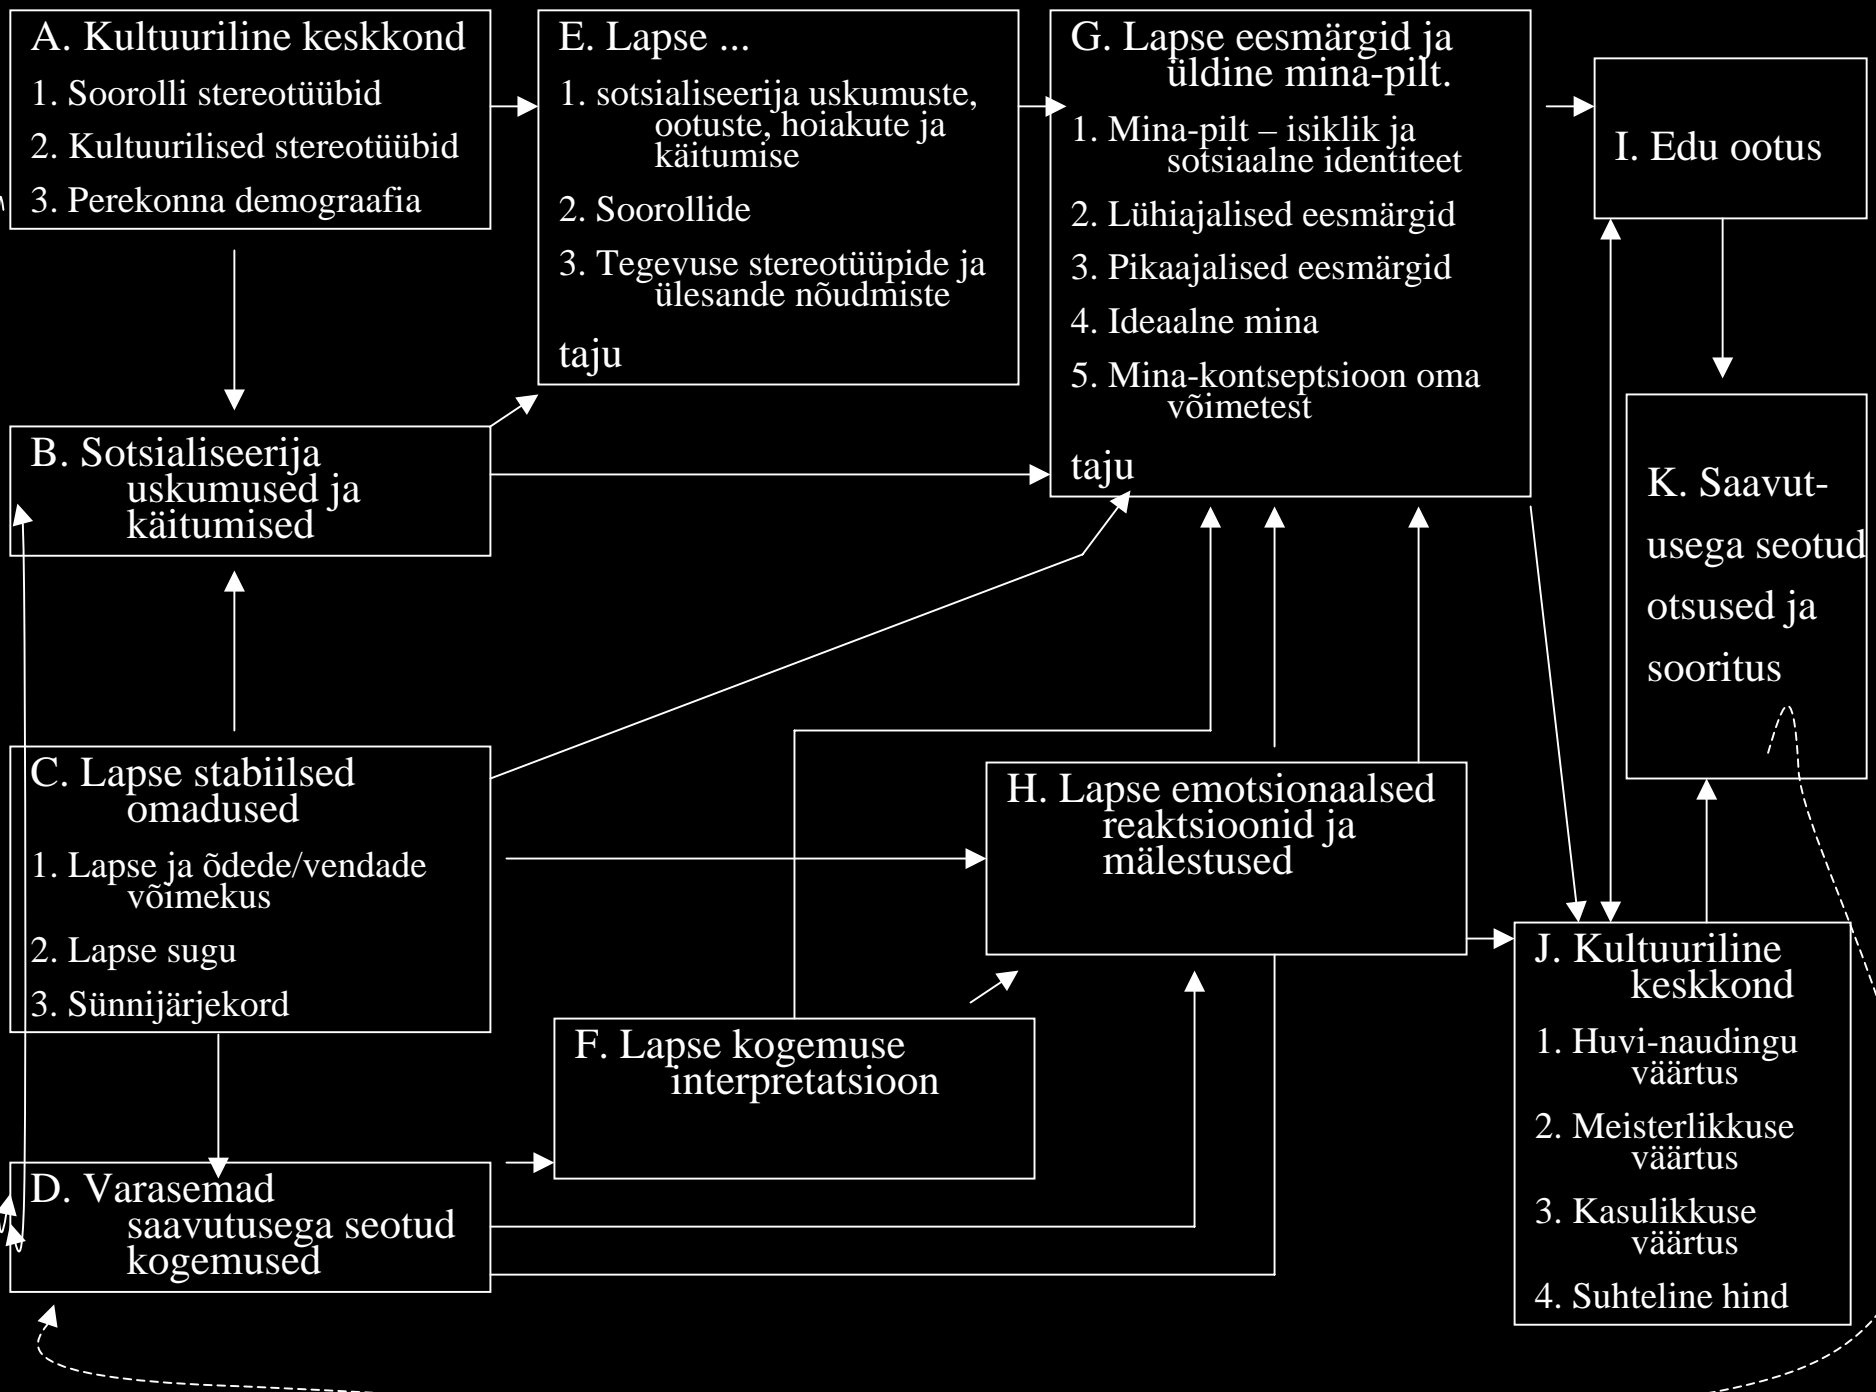 A. Kultuuriline keskkond
1. Soorolli stereotüübid
2. Kultuurilised stereotüübid
3. Perekonna demograafia
B. Sotsialiseerija
uskumused ja
käitumised
C. Lapse stabiilsed
omadused
1. Lapse ja õdede/vendade
võimekus
2. Lapse sugu
3. Sünnijärjekord
D. Varasemad
saavutusega seotud
kogemused
E. Lapse ...
1. sotsialiseerija uskumuste,
ootuste, hoiakute ja
käitumise
2. Soorollide
3. Tegevuse stereotüüpide ja
ülesande nõudmiste
taju
F. Lapse kogemuse
interpretatsioon
G. Lapse eesmärgid ja
üldine mina-pilt.
1. Mina-pilt – isiklik ja
sotsiaalne identiteet
2. Lühiajalised eesmärgid
3. Pikaajalised eesmärgid
4. Ideaalne mina
5. Mina-kontseptsioon oma
võimetest
taju
H. Lapse emotsionaalsed
reaktsioonid ja
mälestused
I. Edu ootus
J. Kultuuriline
keskkond
1. Huvi-naudingu
väärtus
2. Meisterlikkuse
väärtus
3. Kasulikkuse
väärtus
4. Suhteline hind
K. Saavut-
usega seotud
otsused ja
sooritus